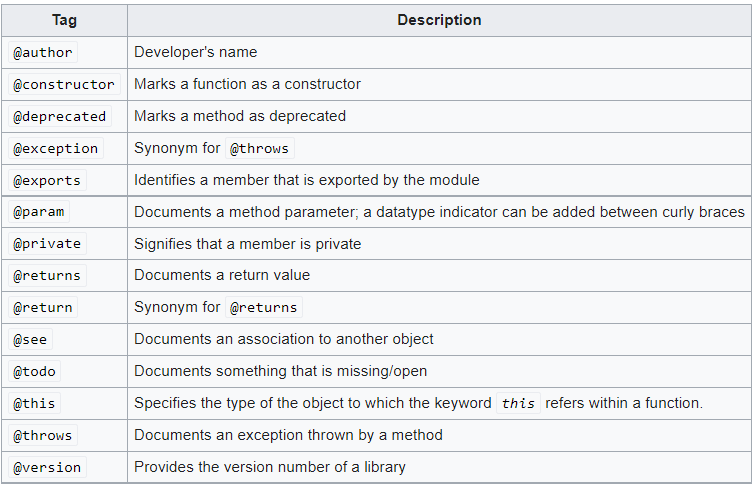 Tag Description
@author Developer's name
@constructor Marks a function as a constructor
@deprecated Marks a method as deprecated
@exception Synonym for @throws
@exports Identifies a member that is exported by the module
@param Documents a method parameter; a datatype indicator can be added between curly braces
@private Signifies that a member is private
@returns Documents a return value
@return Synonym for @returns
@see Documents an association to another object
@todo Documents something that is missing/open
@this Specifies the type of the object to which the keyword this refers within a function.
@throws Documents an exception thrown by a method
@version Provides the version number of a library